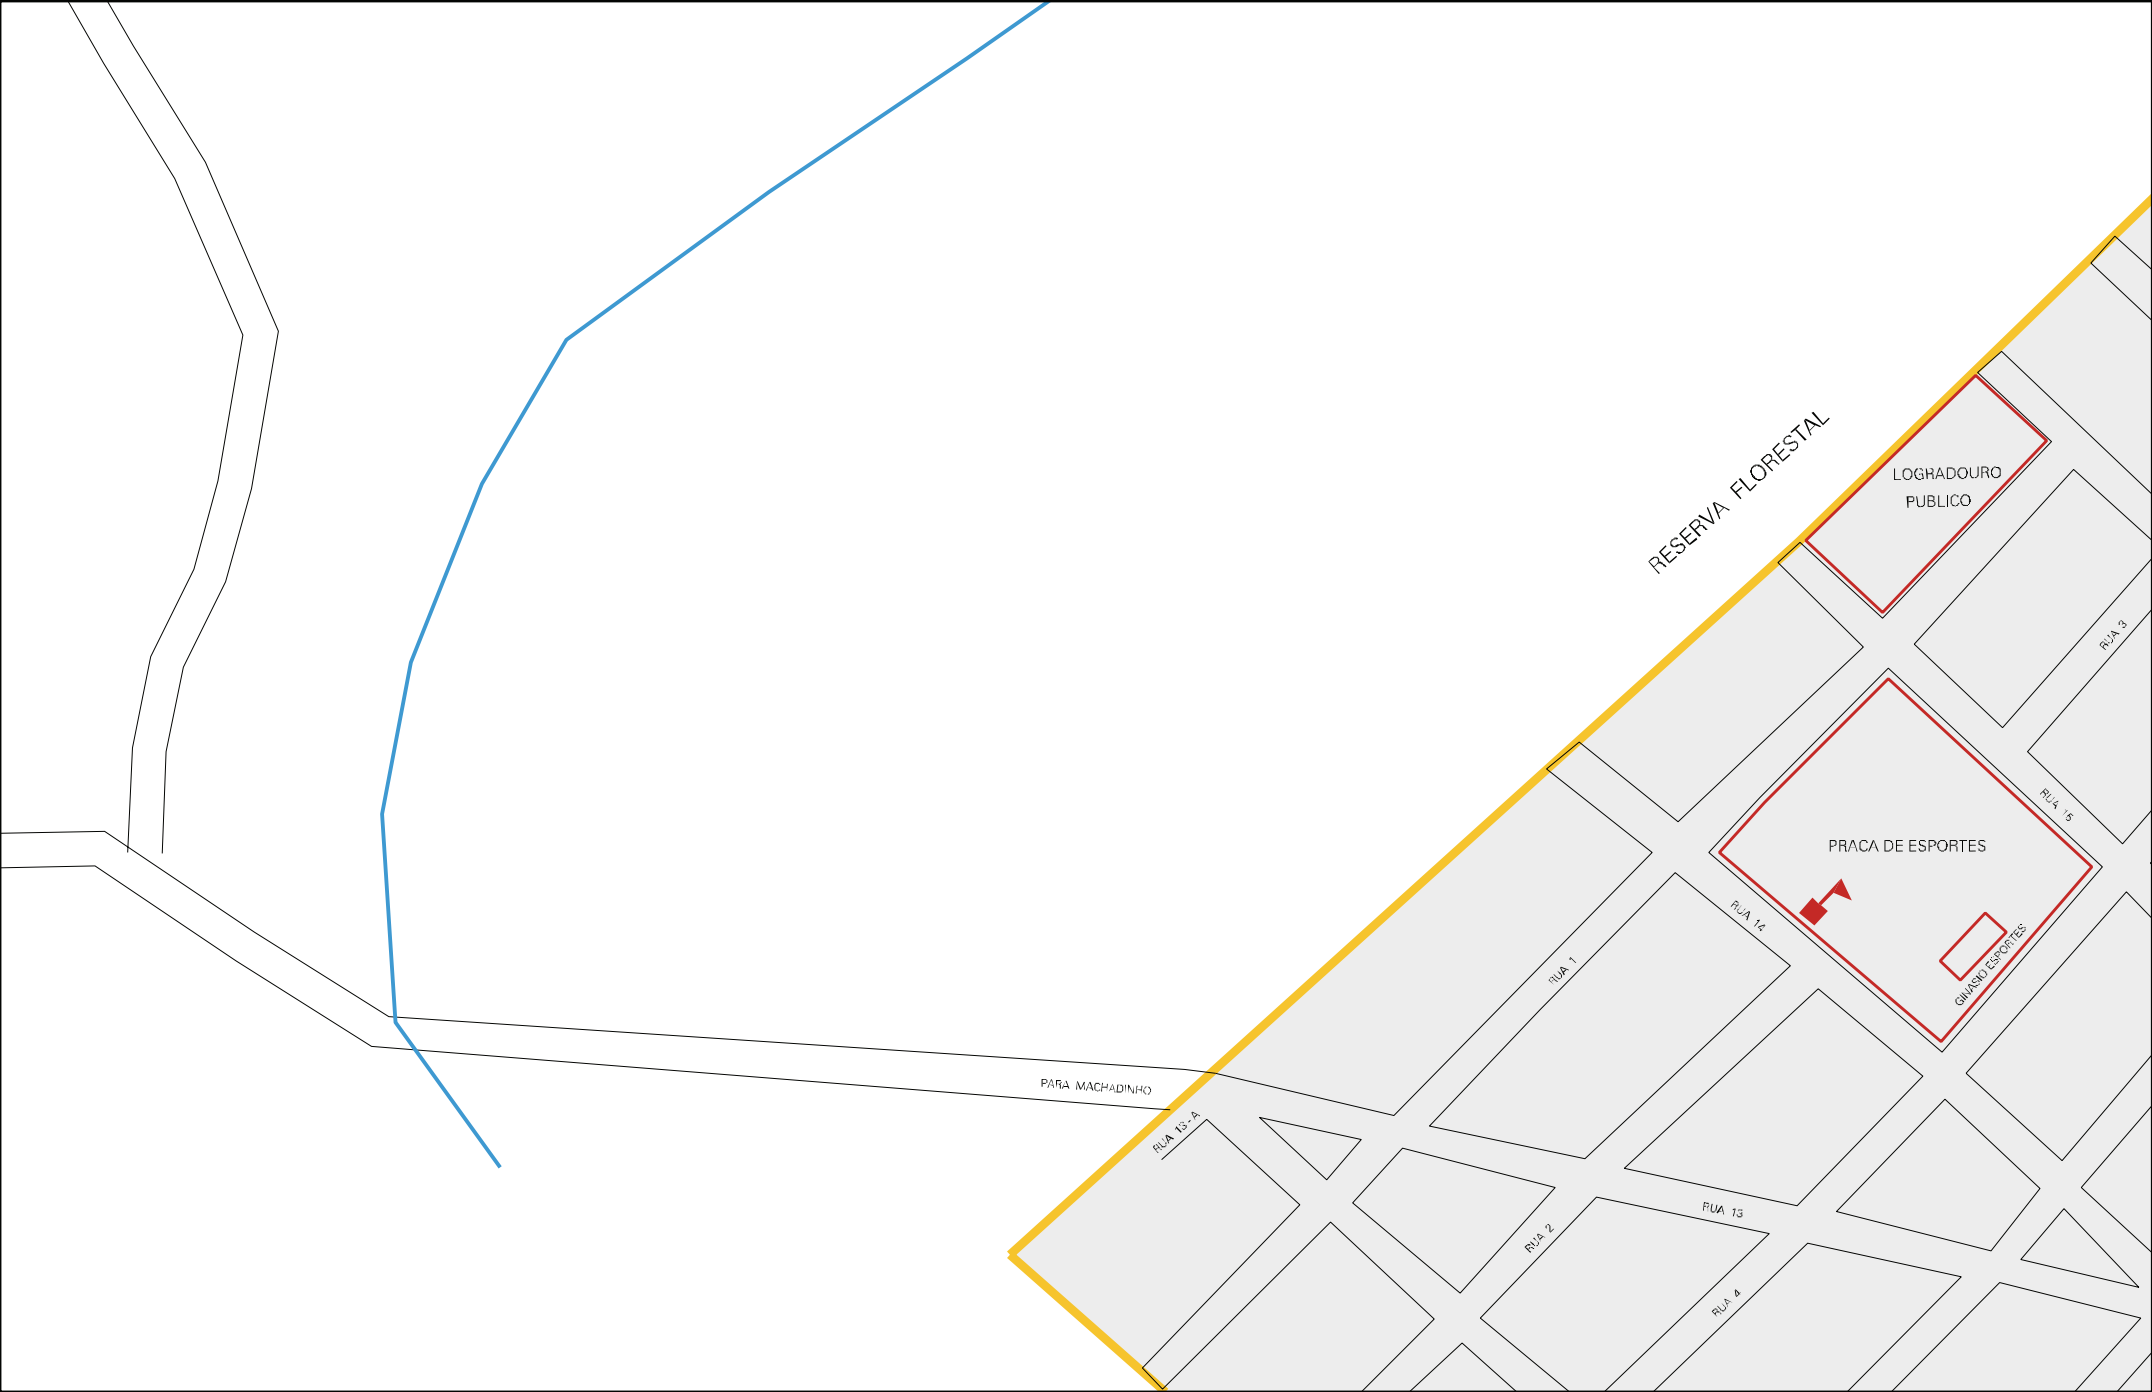 RESERVA FLORESTAL
LOGRADOURO
PUBLICO
RUA 3
RUA 15
PRACA DE ESPORTES
RUA 14
GINASIO ESPORTES
RUA 1
PARA MACHADINHO
RUA 13-A
RUA 13
RUA 2
RUA 4